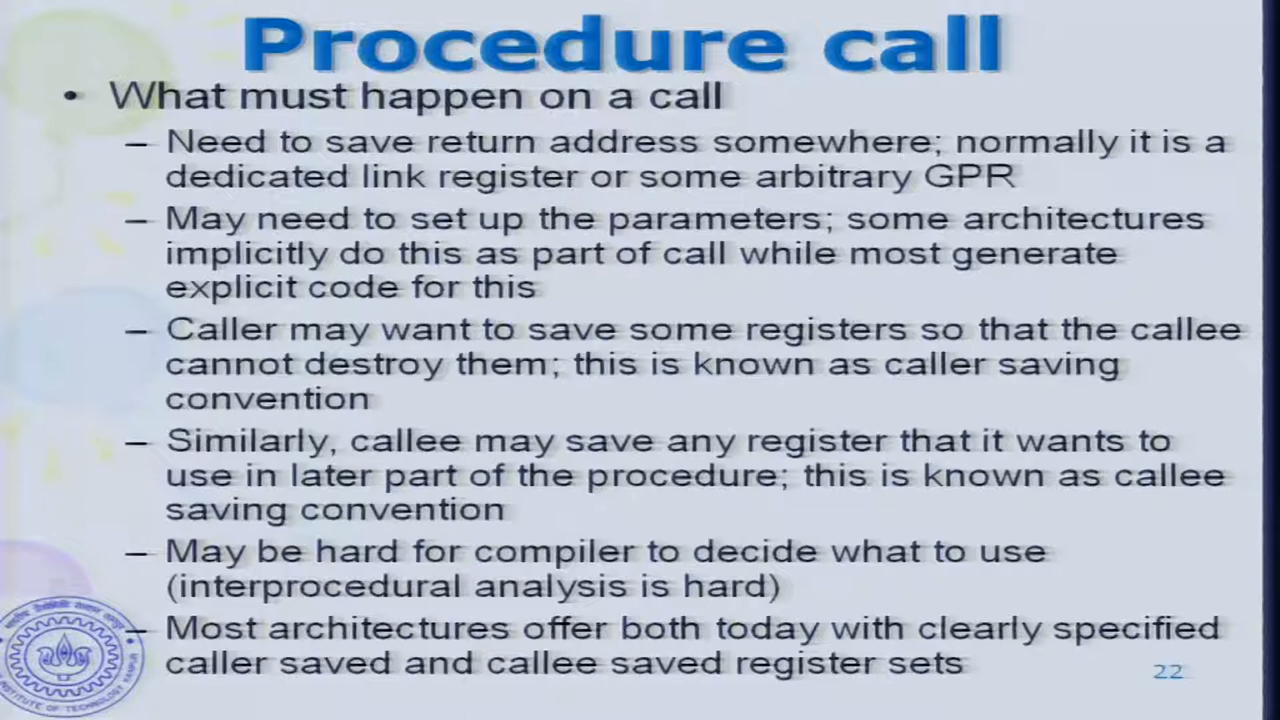 Procedure call
• What must happen on a call
– Need to save return address somewhere; normally it is a
dedicated link register or some arbitrary GPR
– May need to set up the parameters; some architectures
implicitly do this as part of call while most generate
explicit code for this
– Caller may want to save some registers so that the callee
cannot destroy them; this is known as caller saving
convention
– Similarly, callee may save any register that it wants to
use in later part of the procedure; this is known as callee
saving convention
– May be hard for compiler to decide what to use
(interprocedural analysis is hard)
– Most architectures offer both today with clearly specified
caller saved and callee saved register sets
22